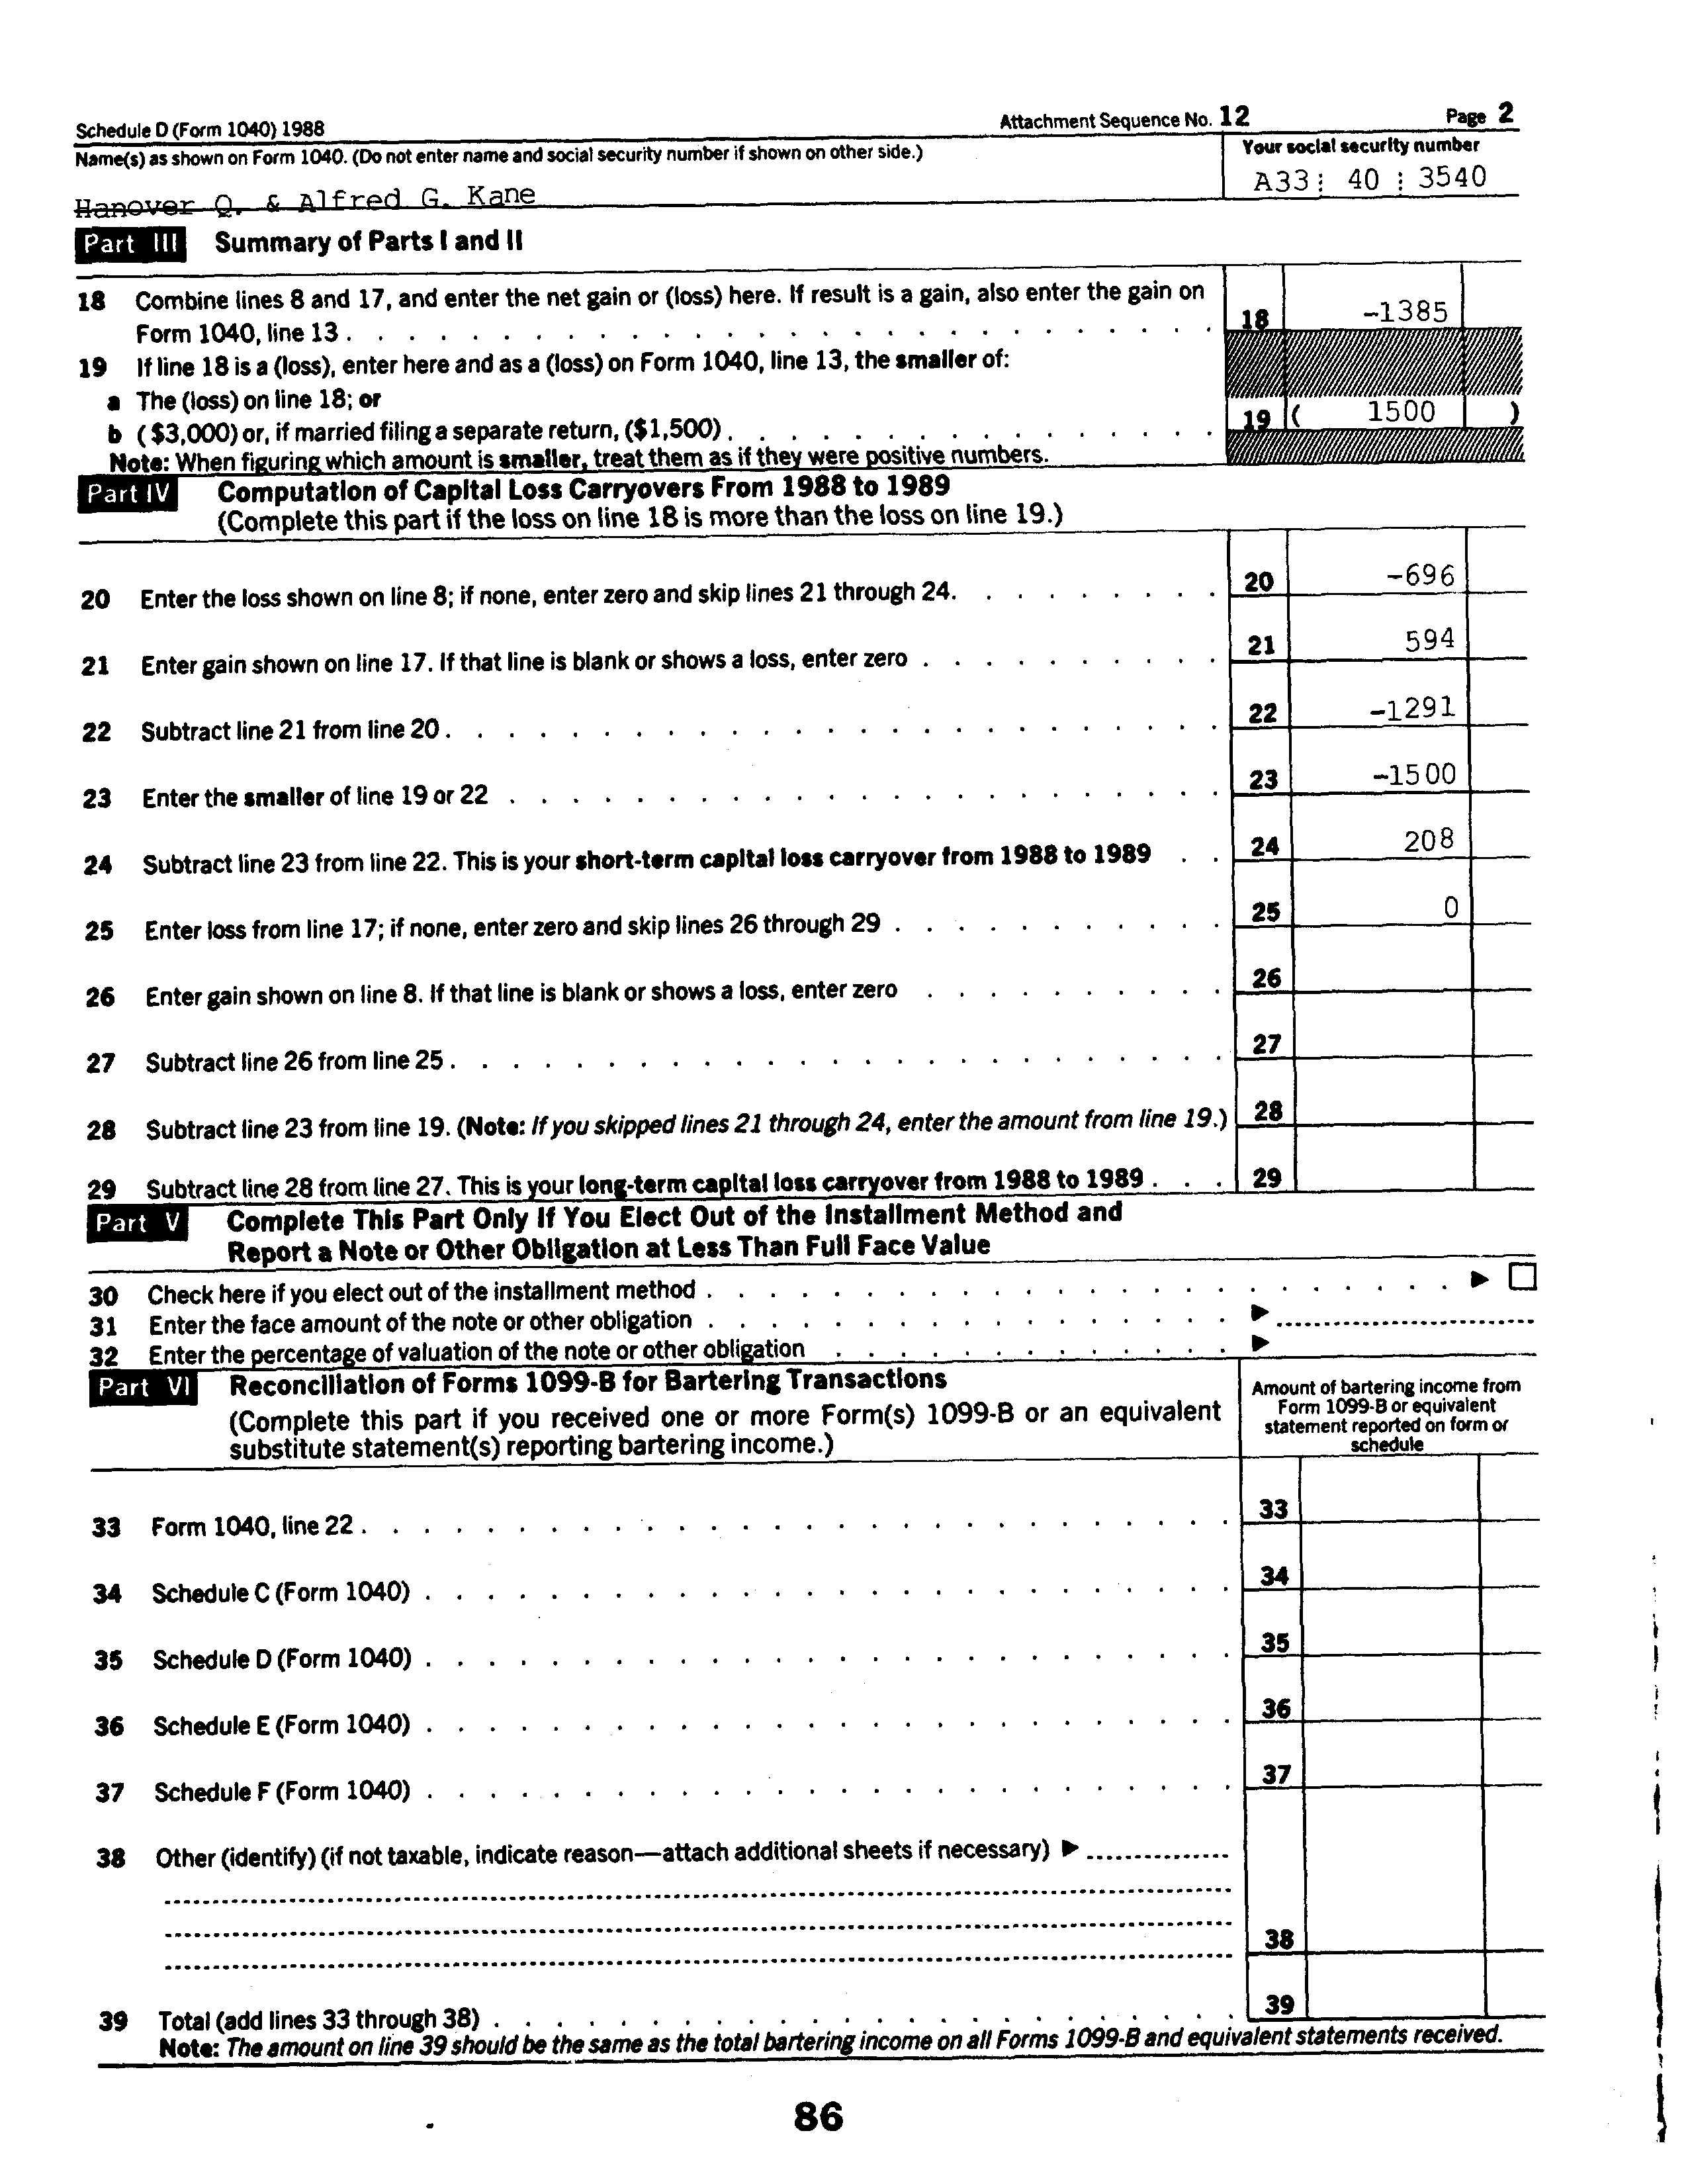 Schedule D (Form 1040) 1988 Attachment Sequence No. 12 Page 2
Name(s) as shown on Form 1040. (Do not enter name and social security number if shown on other side.) Your social security number
Hanover Q. & Alfred G. Kane A33 40 3540
Part III Summary of Parts I and II
18 Combine lines 8 and 17, and enter the net gain or (loss) here. If result is a gain, also enter the gain on
Form 1040, line 13 18 -1385
19 If line 18 is a (loss), enter here and as a (loss) on Form 1040, line 13, the smaller of:
a The (loss) on line 18; or
b ($3,000) or, if married filing a separate return, ($1,500) 19 ( 1500 )
Note: When figuring which amount is smaller, treat them as if they were positive numbers.
Part IV Computation of Capital Loss Carryovers From 1988 to 1989
(Complete this part if the loss on line 18 is more than the loss on line 19.)
20 Enter the loss shown on line 8; if none, enter zero and skip lines 21 through 24. 20 -696
21 Enter gain shown on line 17. If that line is blank or shows a loss, enter zero 21 594
22 Subtract line 21 from line 20 22 -1291
23 Enter the smaller of line 19 or 22 23 -1500
24 Subtract line 23 from line 22. This is your short-term capital loss carryover from 1988 to 1989 24 208
25 Enter loss from line 17; if none, enter zero and skip lines 26 through 29 25 0
26 Enter gain shown on line 8. If that line is blank or shows a loss, enter zero 26
27 Subtract line 26 from line 25 27
28 Subtract line 23 from line 19. (Note: If you skipped lines 21 through 24, enter the amount from line 19.) 28
29 Subtract line 28 from line 27. This is your long-term capital loss carryover from 1988 to 1989 29
Part V Complete This Part Only If You Elect Out of the Installment Method and
Report a Note or Other Obligation at Less Than Full Face Value
30 Check here if you elect out of the installment method
31 Enter the face amount of the note or other obligation
32 Enter the percentage of valuation of the note or other obligation
Part VI Reconciliation of Forms 1099-B for Bartering Transactions
(Complete this part if you received one or more Form(s) 1099-B or an equivalent
substitute statement(s) reporting bartering income.)
Amount of bartering income from
Form 1099-B or equivalent
statement reported on form or
schedule
33 Form 1040, line 22 33
34 Schedule C (Form 1040) 34
35 Schedule D (Form 1040) 35
36 Schedule E (Form 1040) 36
37 Schedule F (Form 1040) 37
38 Other (identify) (if not taxable, indicate reason—attach additional sheets if necessary)
38
39 Total (add lines 33 through 38) 39
Note: The amount on line 39 should be the same as the total bartering income on all Forms 1099-B and equivalent statements received.
86